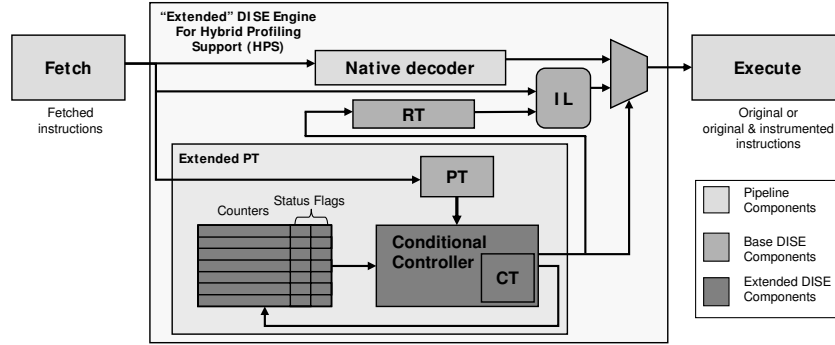 “Extended” DISE Engine
For Hybrid Profiling
Support (HPS)
Fetch
Native decoder
Execute
Fetched
instructions
IL
RT
Original or
original & instrumented
instructions
Extended PT
PT
Counters
Status Flags
Conditional
Controller
CT
Pipeline
Components
Base DISE
Components
Extended DISE
Components